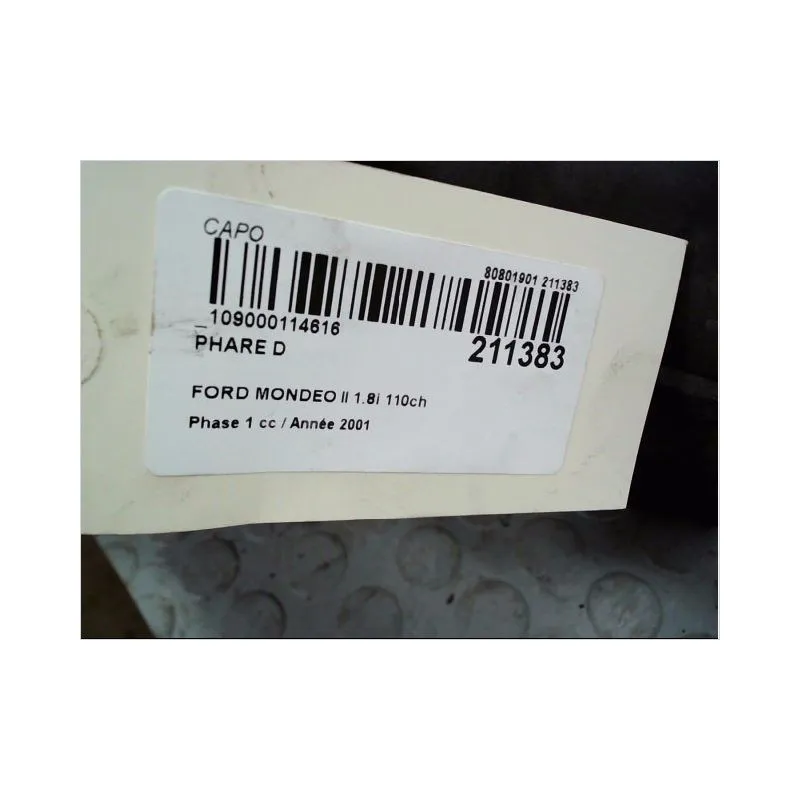 CAPO
80801901 211383
_109000114616
PHARE D
211383
FORD MONDEO II 1.8i 110ch
Phase 1 cc / Année 2001